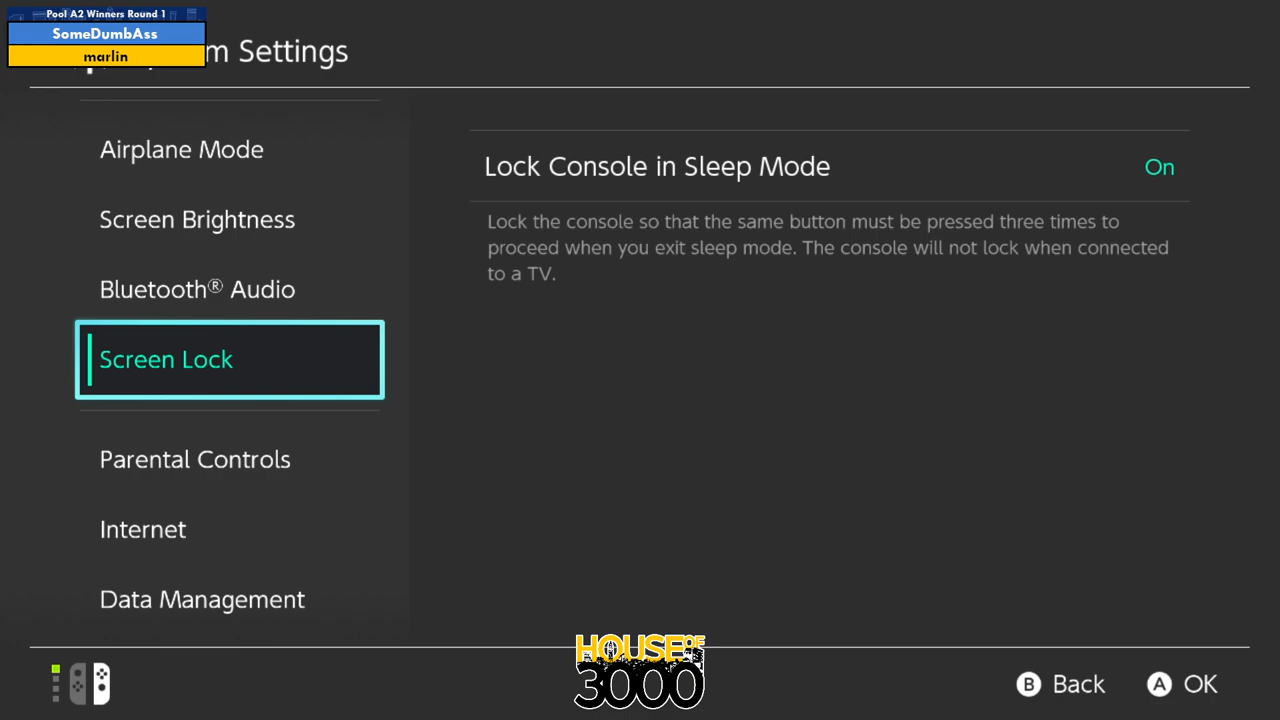 Pool A2 Winners Round 1
SomeDumbAss
marlin
m Settings
Airplane Mode
Screen Brightness
Bluetooth® Audio
Screen Lock
Parental Controls
Internet
Data Management
Lock Console in Sleep Mode
On
Lock the console so that the same button must be pressed three times to
proceed when you exit sleep mode. The console will not lock when connected
to a TV.
HOUSE OF
3000
B Back
A OK